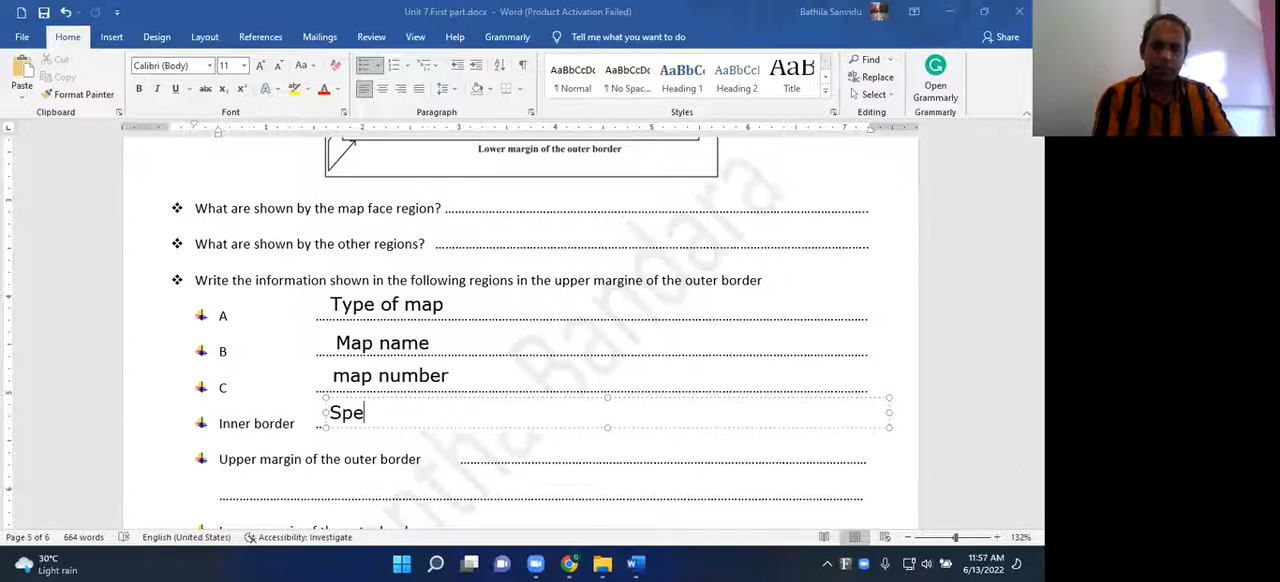 Unit 7.First part.docx - Word (Product Activation Failed)
Bathila Sanvidu
File Home Insert Design Layout References Mailings Review View Help Grammarly Tell me what you want to do Share
Paste
Cut
Copy
Format Painter
Clipboard
Calibri (Body) 11
Font
Paragraph
AaBbCcDc AaBbCcDc AaBbCc AaBbCcI AaB
¶ Normal ¶ No Spac... Heading 1 Heading 2 Title
Styles
Find
Replace
Select
Editing
Open Grammarly
Grammarly
Lower margin of the outer border
What are shown by the map face region?
What are shown by the other regions?
Write the information shown in the following regions in the upper margine of the outer border
A Type of map
B Map name
C map number
Inner border Spe
Upper margin of the outer border
Page 5 of 6 664 words English (United States) Accessibility: Investigate 132%
30°C
Light rain
11:57 AM
6/13/2022